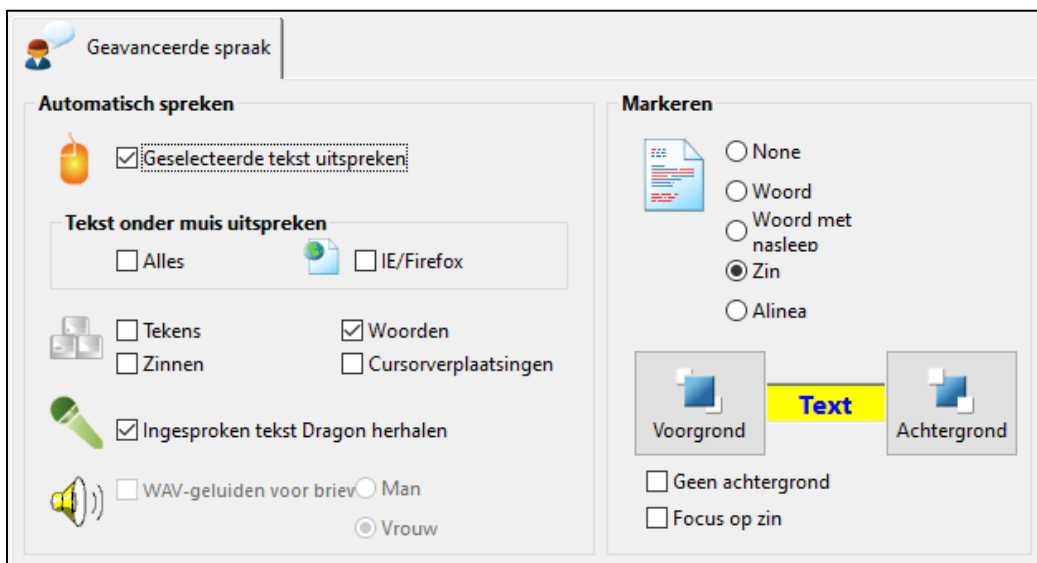 Geavanceerde spraak
Automatisch spreken
Geselecteerde tekst uitspreken
Tekst onder muis uitspreken
Alles
IE/Firefox
Tekens
Woorden
Zinnen
Cursorverplaatsingen
Ingesproken tekst Dragon herhalen
WAV-geluiden voor briev
Man
Vrouw
Markeren
None
Woord
Woord met
nasleep
Zin
Alinea
Voorgrond
Text
Achtergrond
Geen achtergrond
Focus op zin